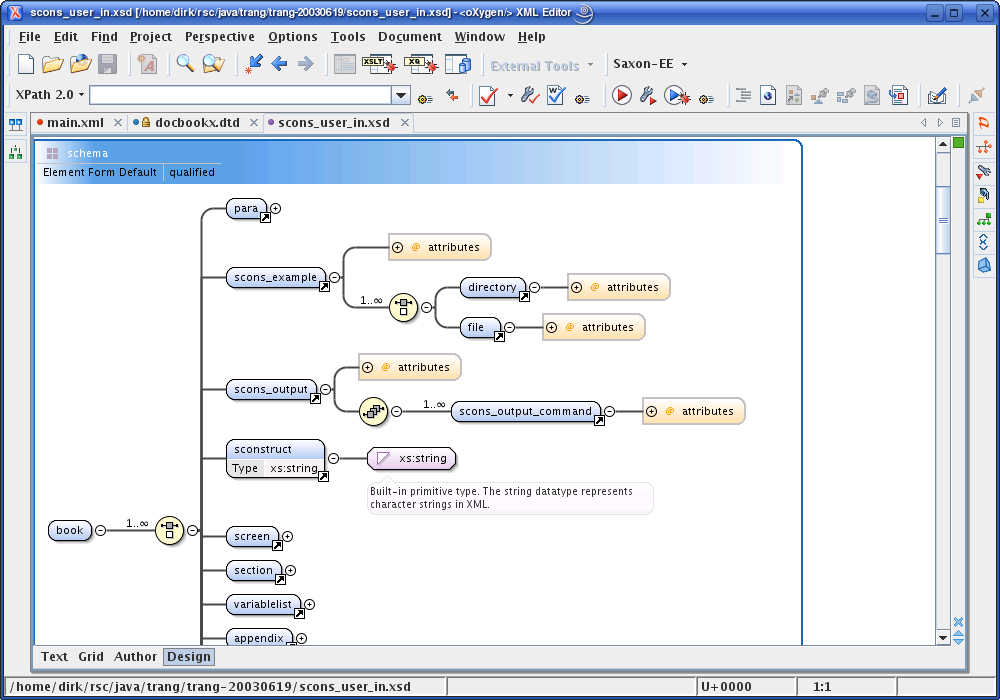 scons_user_in.xsd [/home/dirk/rsc/java/trang/trang-20030619/scons_user_in.xsd] - <oXygen/> XML Editor
File Edit Find Project Perspective Options Tools Document Window Help
XSLT XQ External Tools Saxon-EE
XPath 2.0
main.xml docbookx.dtd scons_user_in.xsd
schema
Element Form Default qualified
para
@ attributes
scons_example
1..∞
directory @ attributes
file @ attributes
@ attributes
scons_output
1..∞ scons_output_command @ attributes
sconstruct
Type xs:string
xs:string
Built-in primitive type. The string datatype represents
character strings in XML.
book 1..∞
screen
section
variablelist
appendix
Text Grid Author Design
/home/dirk/rsc/java/trang/trang-20030619/scons_user_in.xsd U+0000 1:1